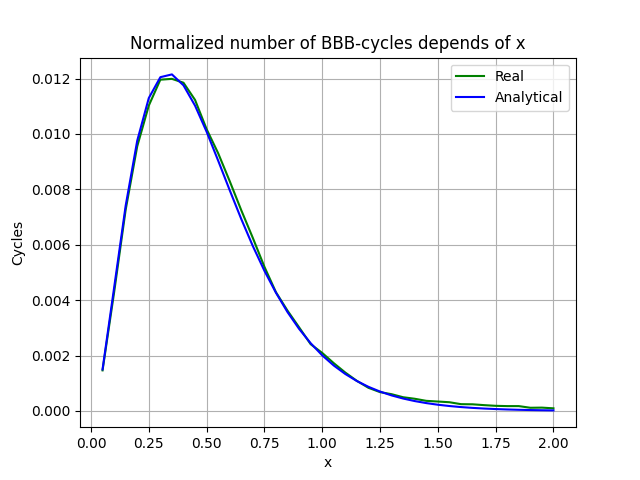 Normalized number of BBB-cycles depends of x
Real
Analytical
0.012
0.010
0.008
0.006
0.004
0.002
0.000
Cycles
0.00 0.25 0.50 0.75 1.00 1.25 1.50 1.75 2.00
x